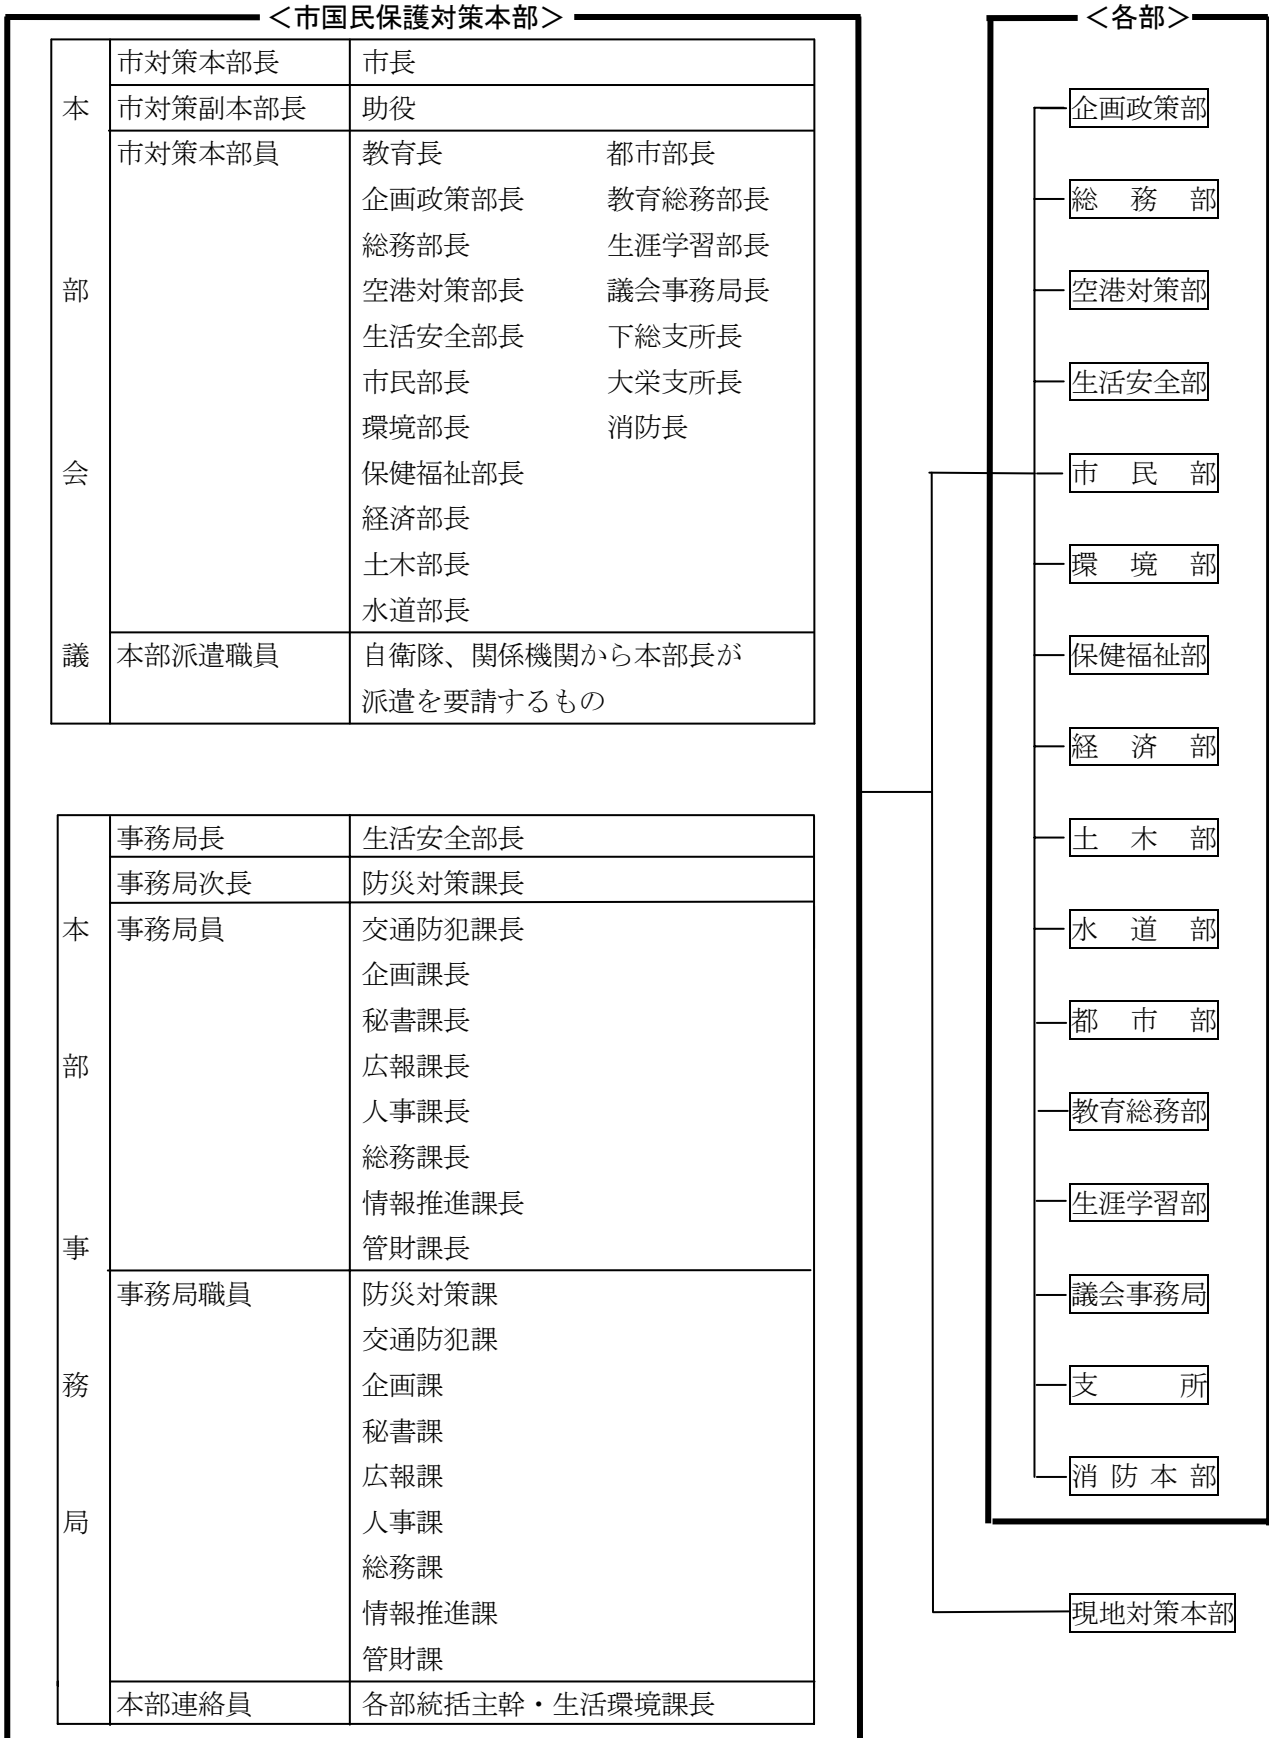 ＜市国民保護対策本部＞
本部会議
市対策本部長 市長
市対策副本部長 助役
市対策本部員 教育長 都市部長
企画政策部長 教育総務部長
総務部長 生涯学習部長
空港対策部長 議会事務局長
生活安全部長 下総支所長
市民部長 大栄支所長
環境部長 消防長
保健福祉部長
経済部長
土木部長
水道部長
本部派遣職員 自衛隊、関係機関から本部長が
派遣を要請するもの
本部事務局
事務局長 生活安全部長
事務局次長 防災対策課長
事務局員 交通防犯課長
企画課長
秘書課長
広報課長
人事課長
総務課長
情報推進課長
管財課長
事務局職員 防災対策課
交通防犯課
企画課
秘書課
広報課
人事課
総務課
情報推進課
管財課
本部連絡員 各部統括主幹・生活環境課長
＜各部＞
企画政策部
総務部
空港対策部
生活安全部
市民部
環境部
保健福祉部
経済部
土木部
水道部
都市部
教育総務部
生涯学習部
議会事務局
支所
消防本部
現地対策本部